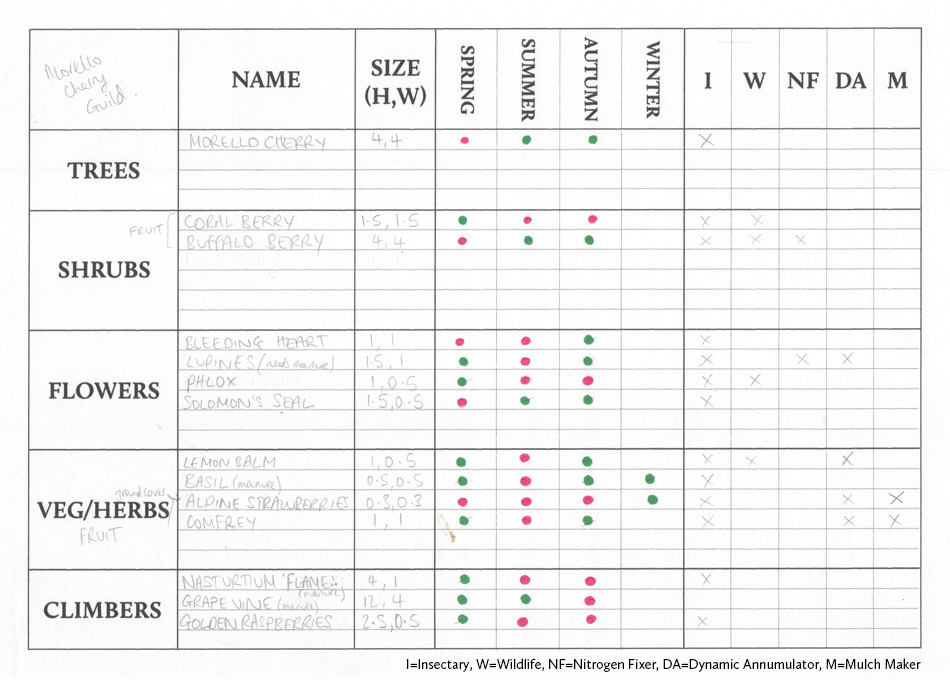 Morello
Cherry
Guild.
NAME
SIZE
(H,W)
SPRING
SUMMER
AUTUMN
WINTER
I W NF DA M
TREES
MORELLO CHERRY 4,4 X
FRUIT
SHRUBS
CORAL BERRY 1.5, 1.5 X X
BUFFALO BERRY 4,4 X X X
FLOWERS
BLEEDING HEART 1, 1 X
LUPINES (needs manure) 1.5, 1 X X X
PHLOX 1, 0.5 X X
SOLOMON'S SEAL 1.5, 0.5 X
ground cover
VEG/HERBS
FRUIT
LEMON BALM 1, 0.5 X X X
BASIL (manure) 0.5, 0.5 X
ALPINE STRAWBERRIES 0.3, 0.3 X X X
COMFREY 1, 1 X X X
CLIMBERS
NASTURTIUM 'FLAME' (manure) 4, 1 X
GRAPE VINE (manure) 12, 4
GOLDEN RASPBERRIES 2.5, 0.5 X
I=Insectary, W=Wildlife, NF=Nitrogen Fixer, DA=Dynamic Annumulator, M=Mulch Maker